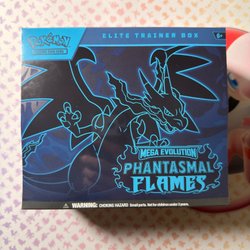 Pokémon
ELITE TRAINER BOX
6+
MEGA EVOLUTION
PHANTASMAL
FLAMES
WARNING: CHOKING HAZARD. Small parts. Not for children under 3 years.